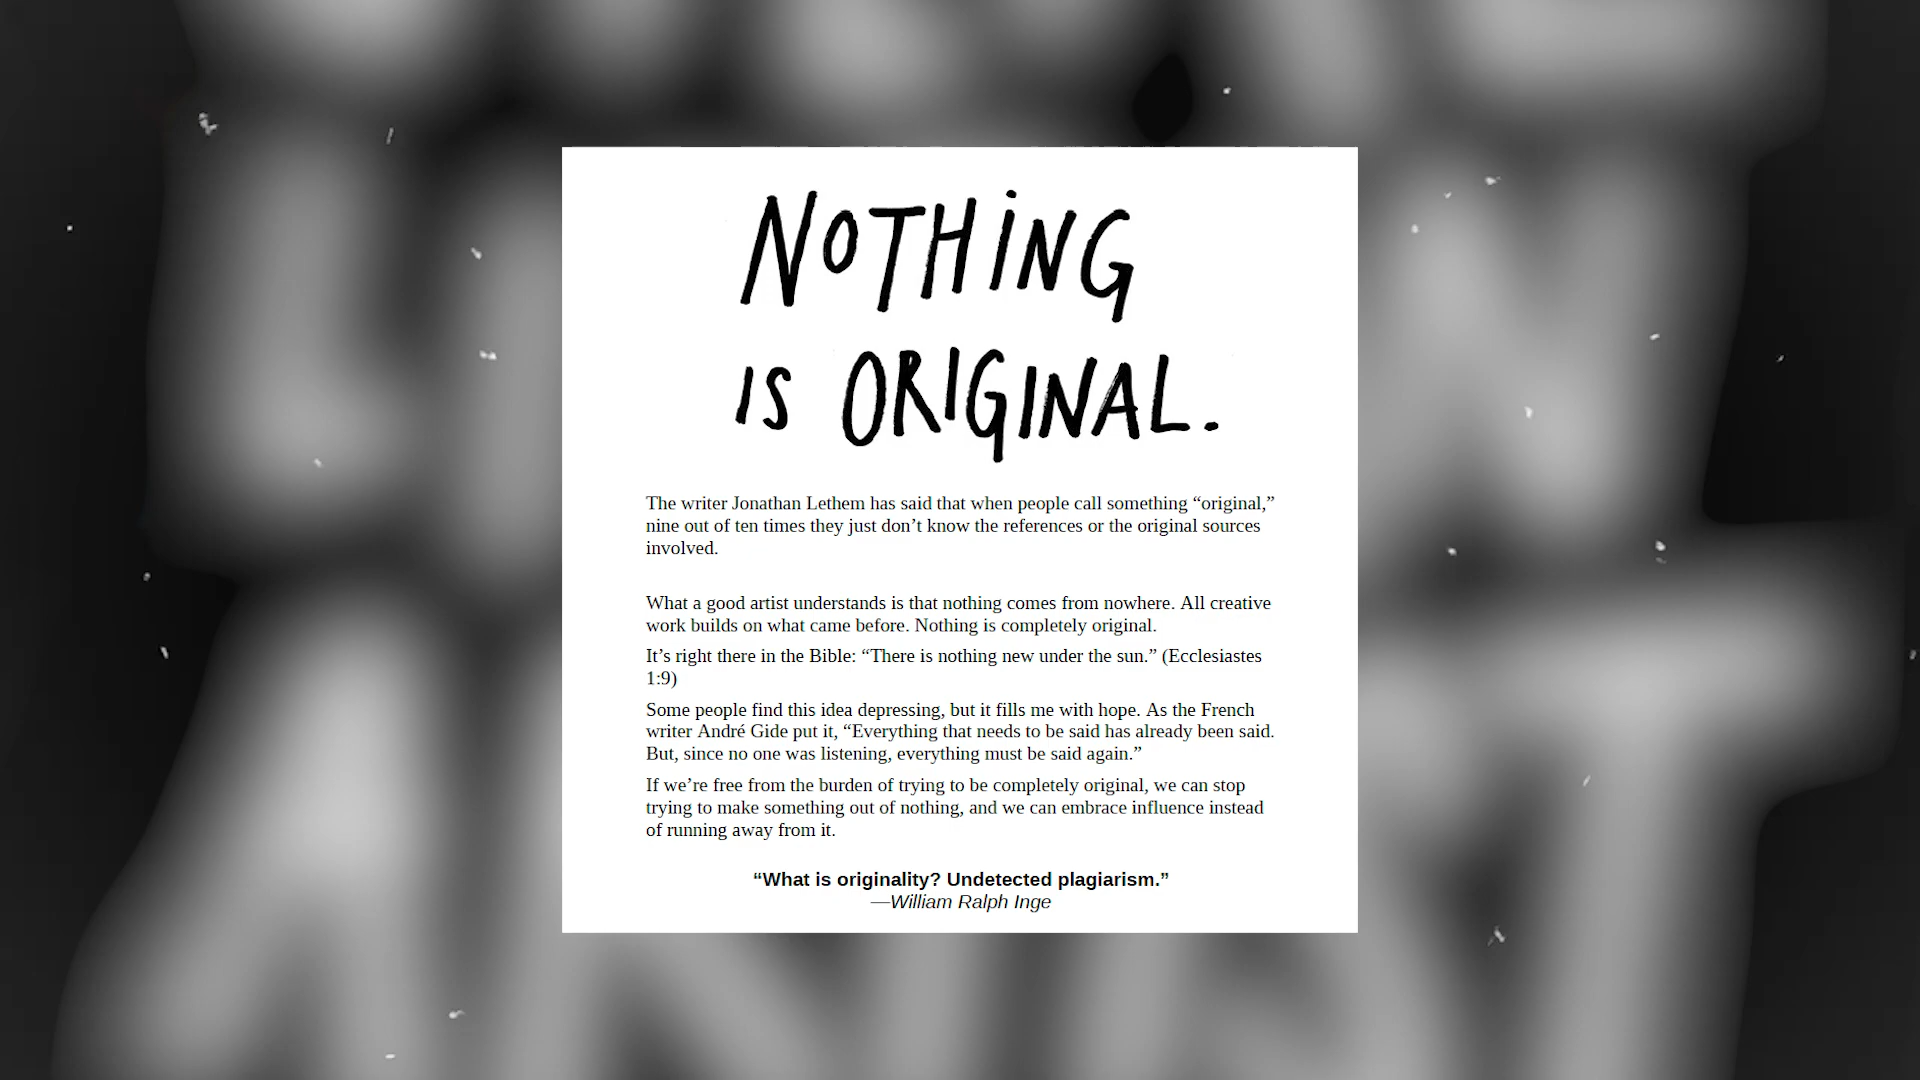 NOTHING
IS ORIGINAL.
The writer Jonathan Lethem has said that when people call something “original,”
nine out of ten times they just don’t know the references or the original sources
involved.
What a good artist understands is that nothing comes from nowhere. All creative
work builds on what came before. Nothing is completely original.
It’s right there in the Bible: “There is nothing new under the sun.” (Ecclesiastes
1:9)
Some people find this idea depressing, but it fills me with hope. As the French
writer André Gide put it, “Everything that needs to be said has already been said.
But, since no one was listening, everything must be said again.”
If we’re free from the burden of trying to be completely original, we can stop
trying to make something out of nothing, and we can embrace influence instead
of running away from it.
“What is originality? Undetected plagiarism.”
—William Ralph Inge